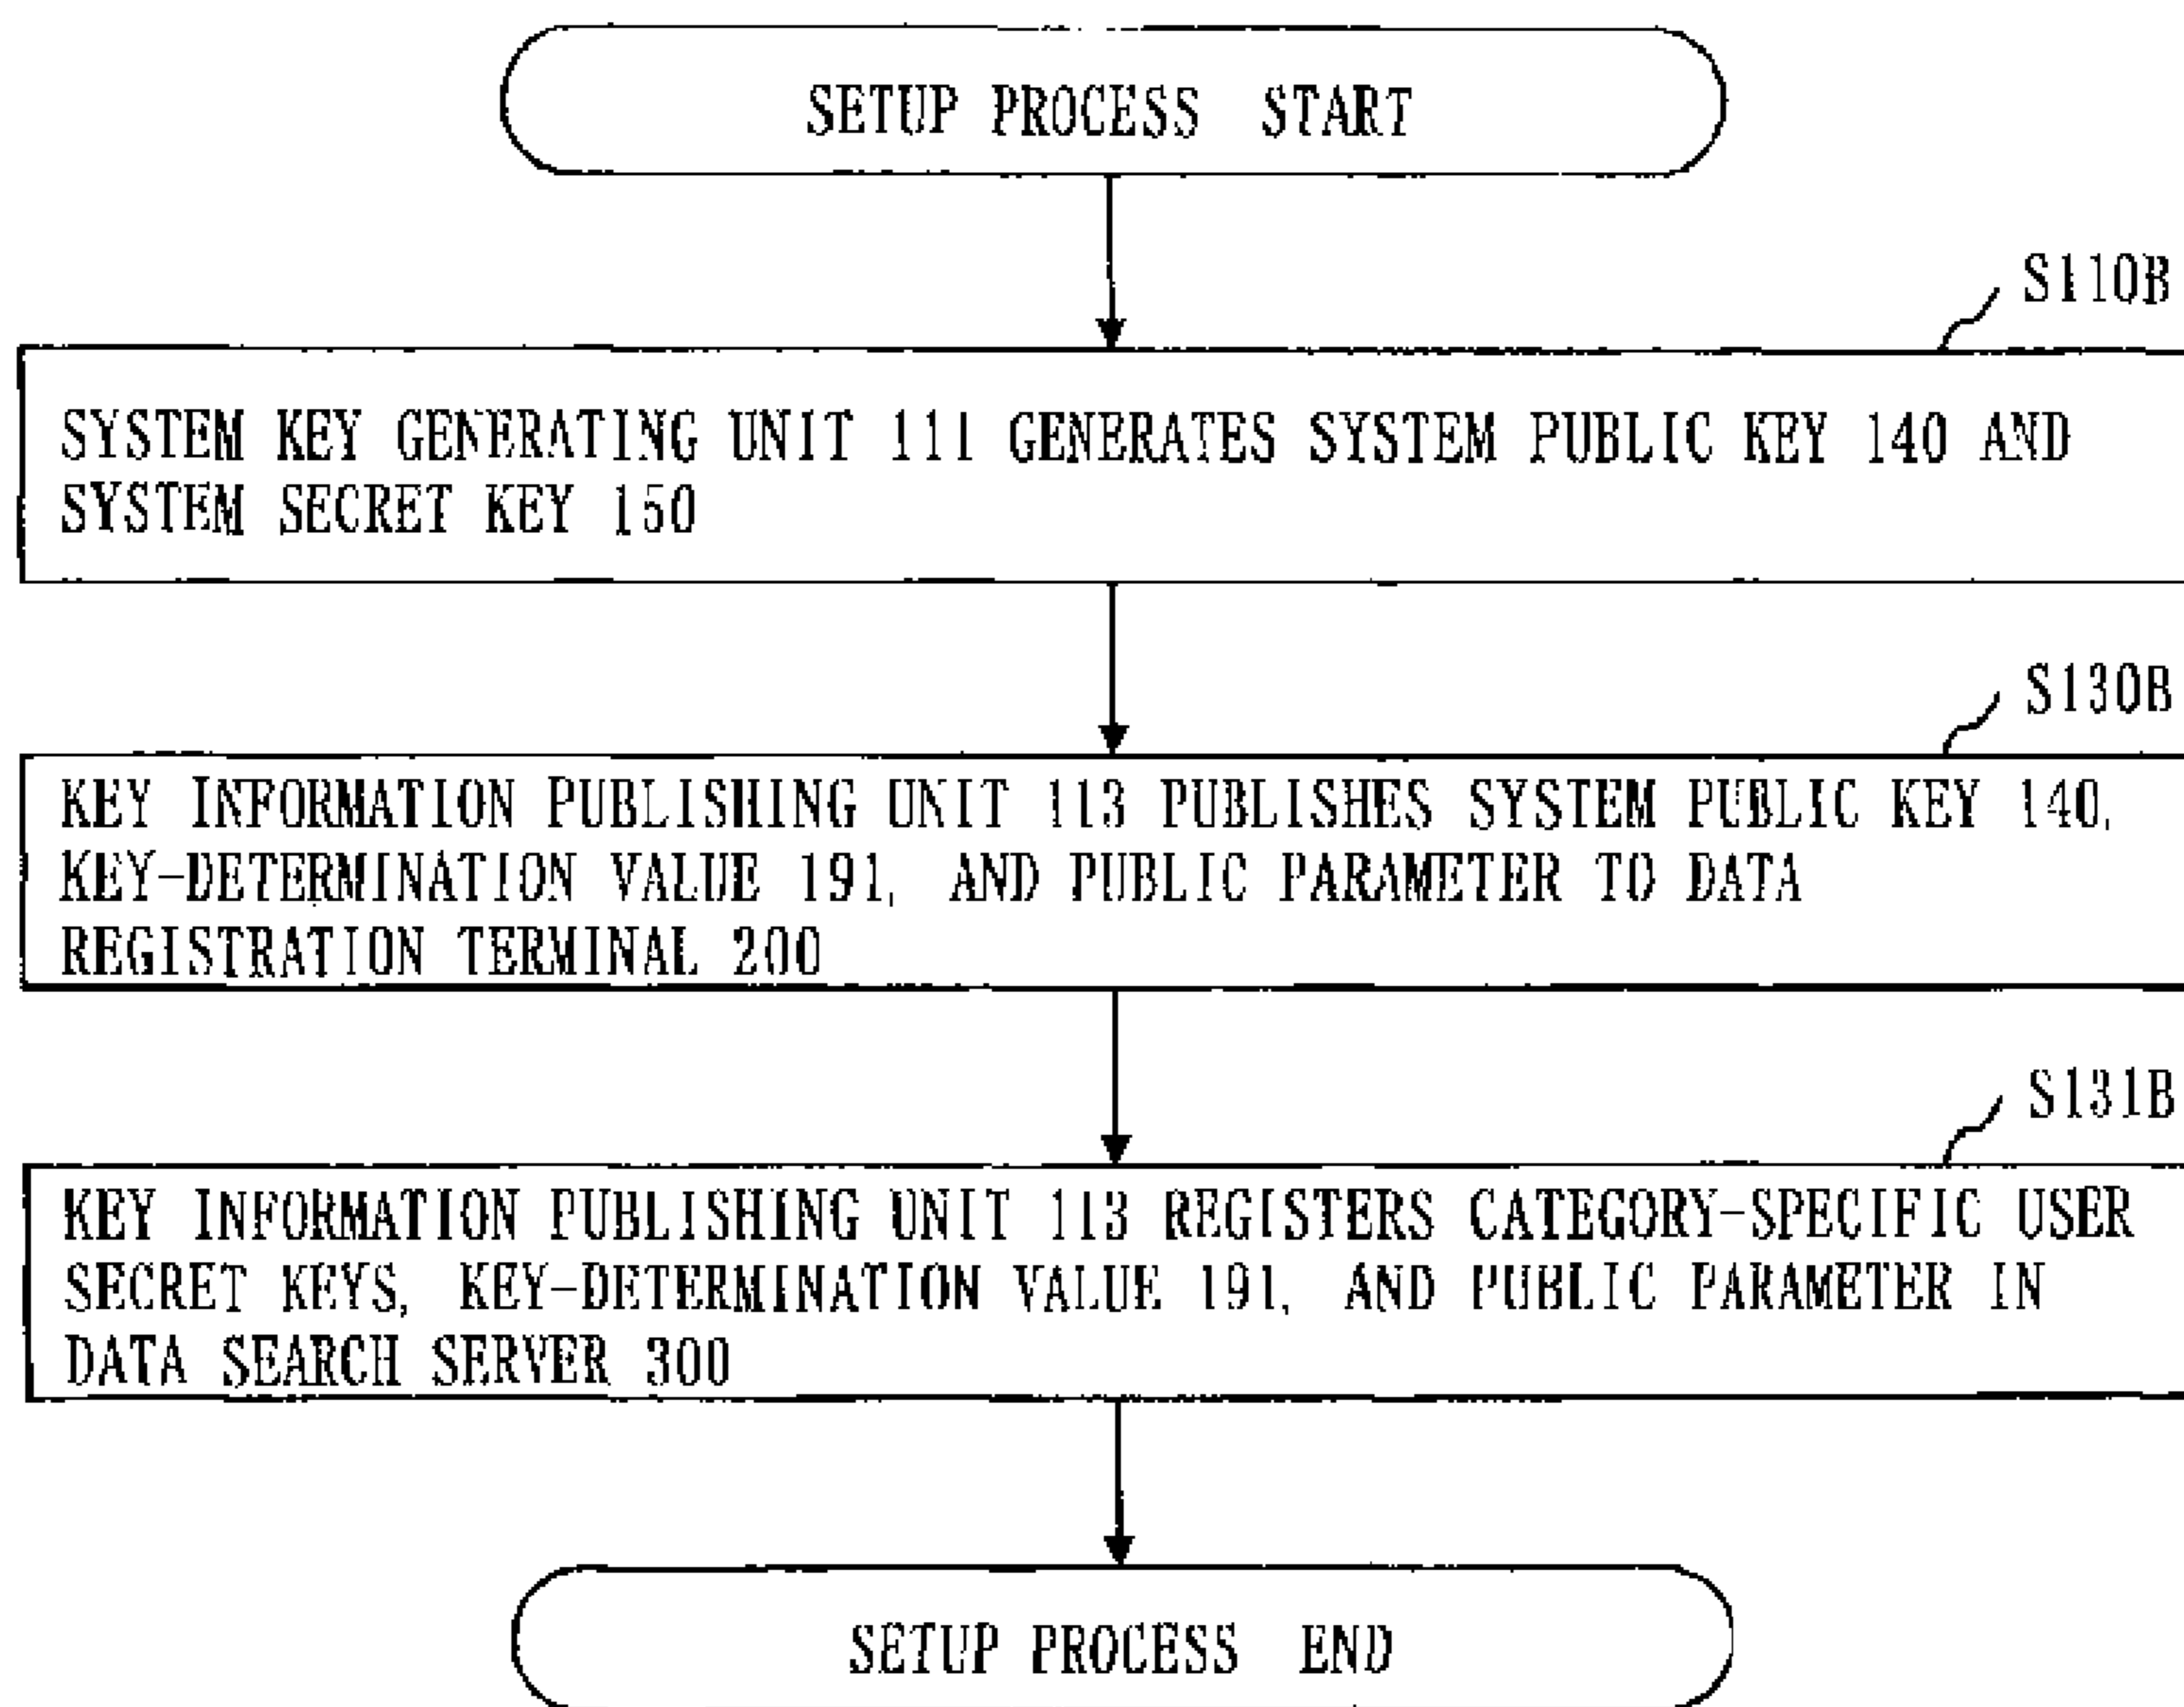 SETUP PROCESS START
S110B
SYSTEM KEY GENERATING UNIT 111 GENERATES SYSTEM PUBLIC KEY 140 AND
SYSTEM SECRET KEY 150
S130B
KEY INFORMATION PUBLISHING UNIT 113 PUBLISHES SYSTEM PUBLIC KEY 140,
KEY-DETERMINATION VALUE 191, AND PUBLIC PARAMETER TO DATA
REGISTRATION TERMINAL 200
S131B
KEY INFORMATION PUBLISHING UNIT 113 REGISTERS CATEGORY-SPECIFIC USER
SECRET KEYS, KEY-DETERMINATION VALUE 191, AND PUBLIC PARAMETER IN
DATA SEARCH SERVER 300
SETUP PROCESS END